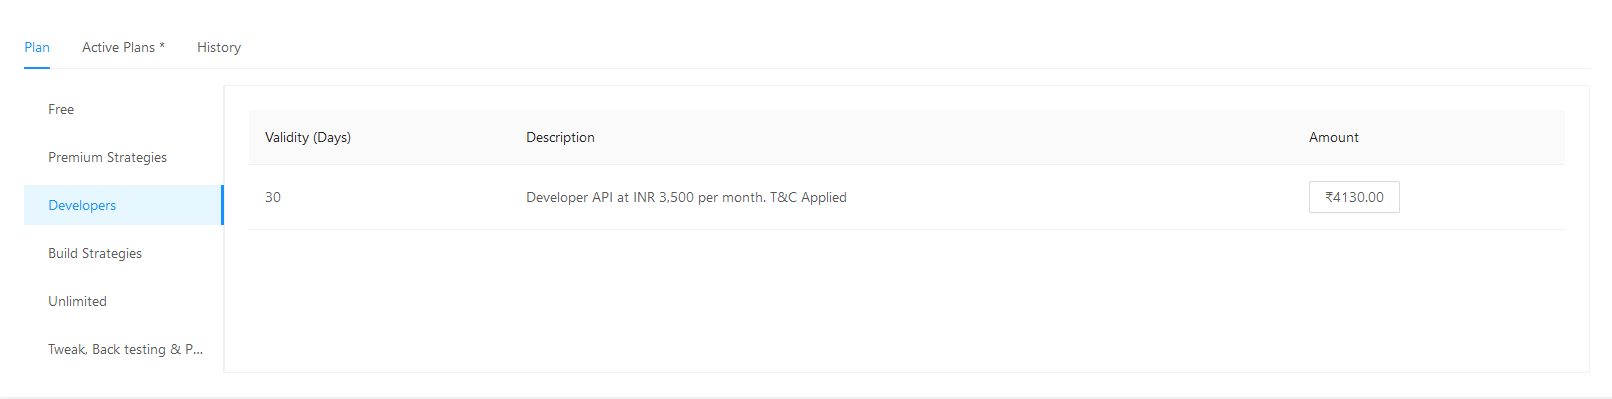 Plan Active Plans * History
Free
Premium Strategies
Developers
Build Strategies
Unlimited
Tweak, Back testing & P...
Validity (Days) Description Amount
30 Developer API at INR 3,500 per month. T&C Applied ₹4130.00